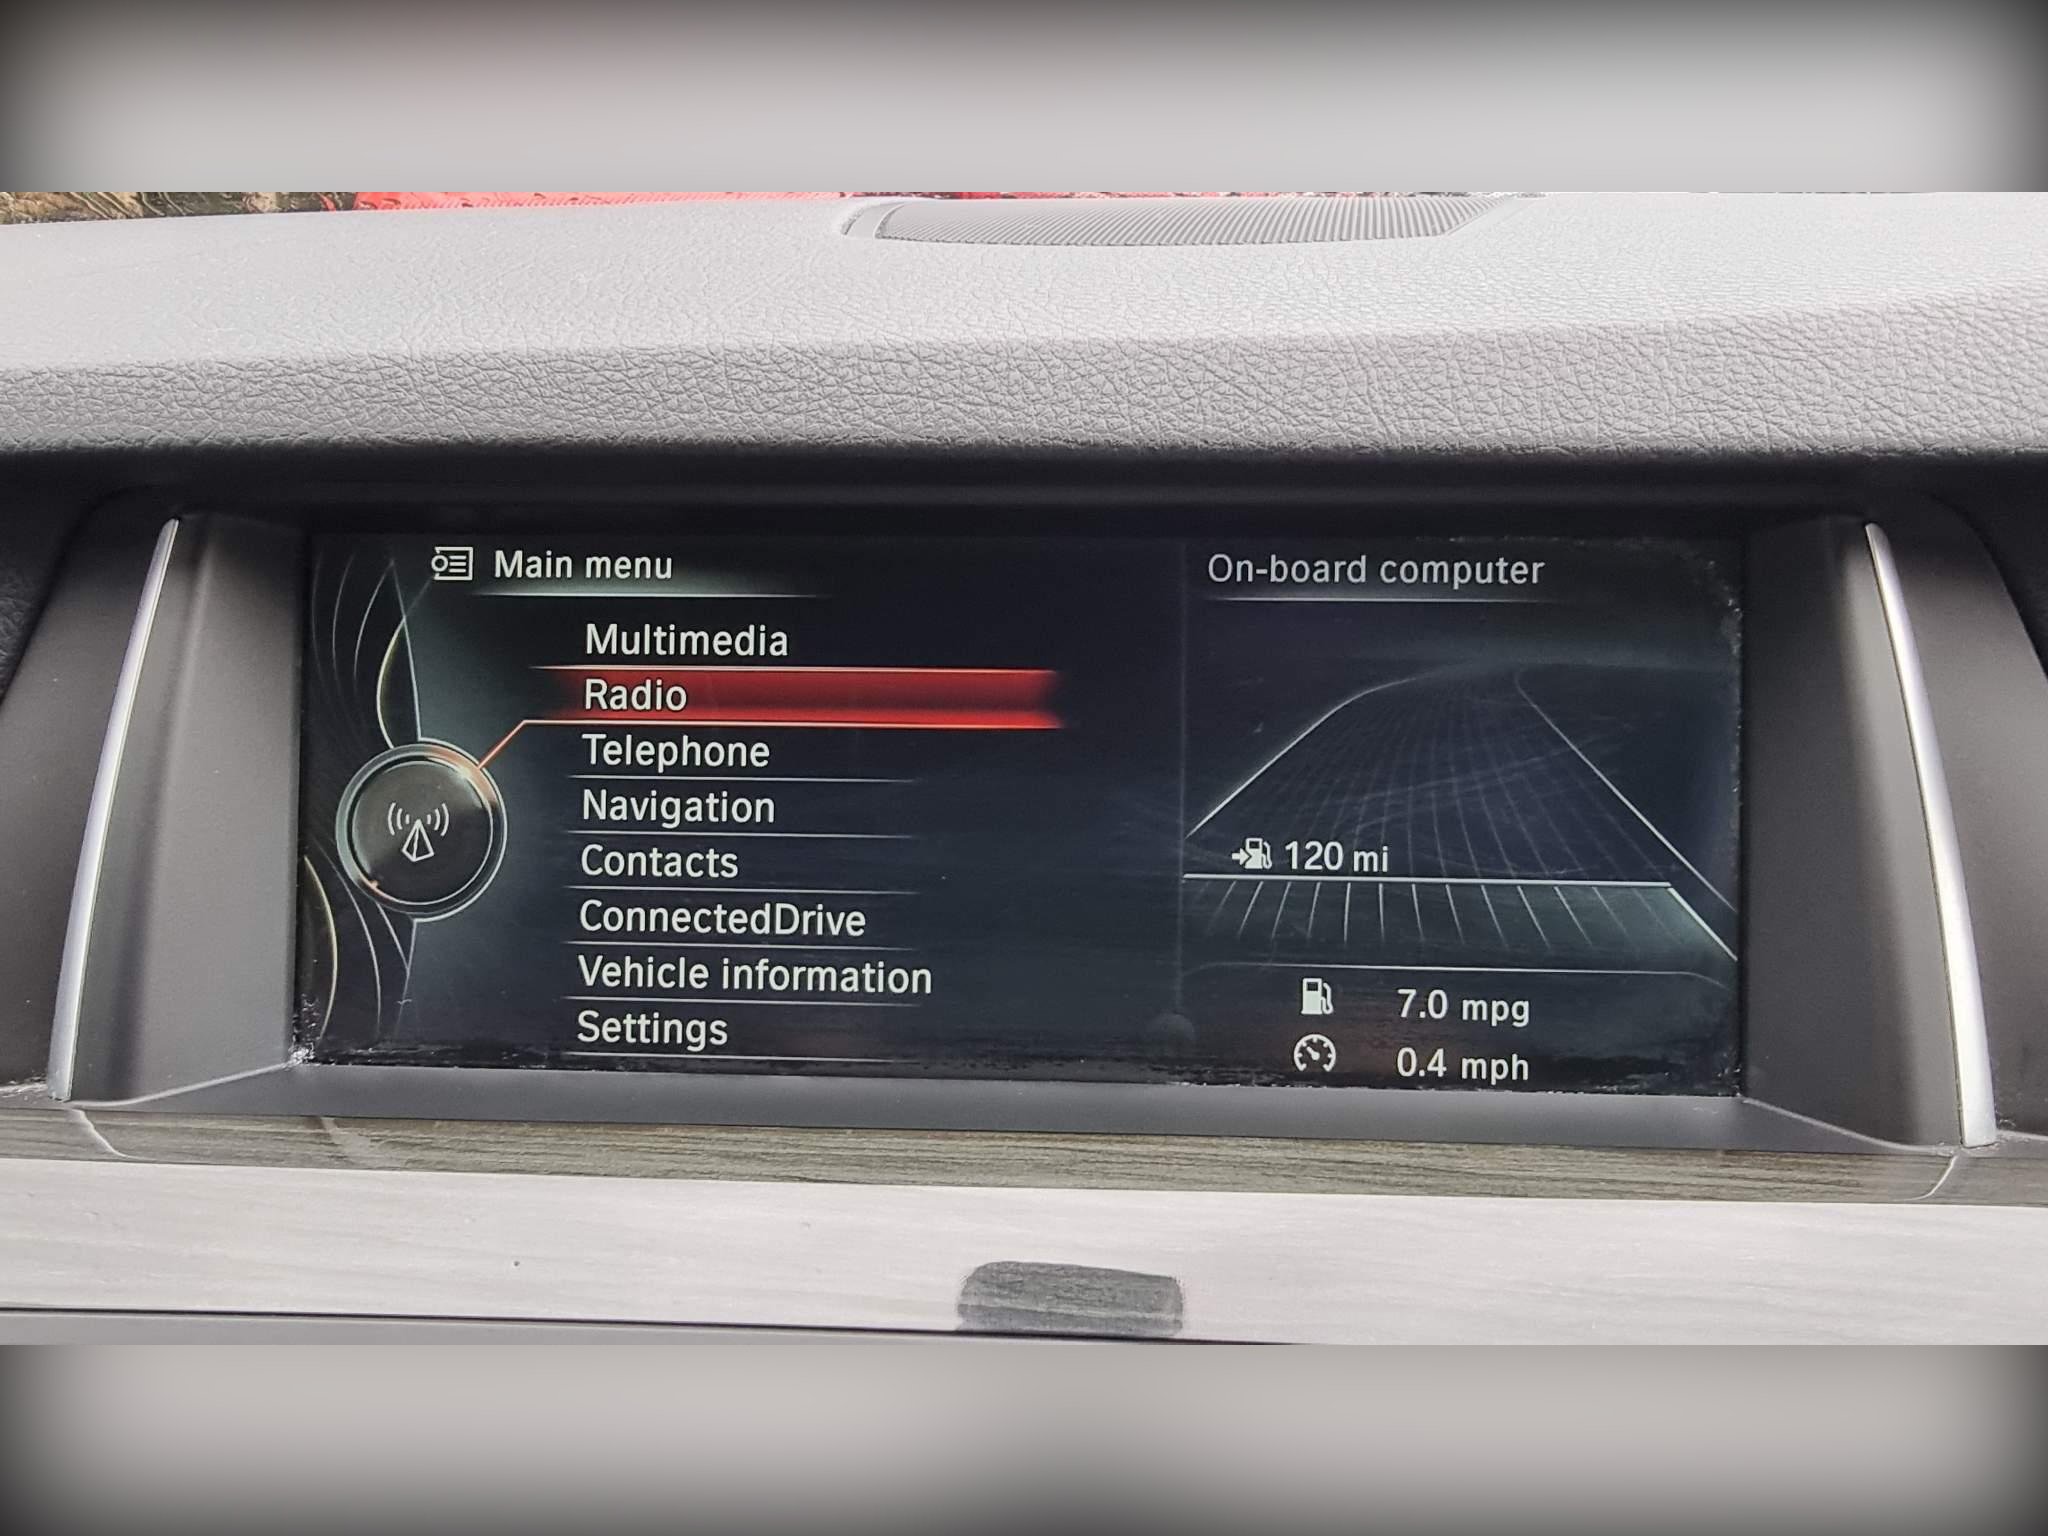 Main menu
Multimedia
Radio
Telephone
Navigation
Contacts
ConnectedDrive
Vehicle information
Settings
On-board computer
120 mi
7.0 mpg
0.4 mph